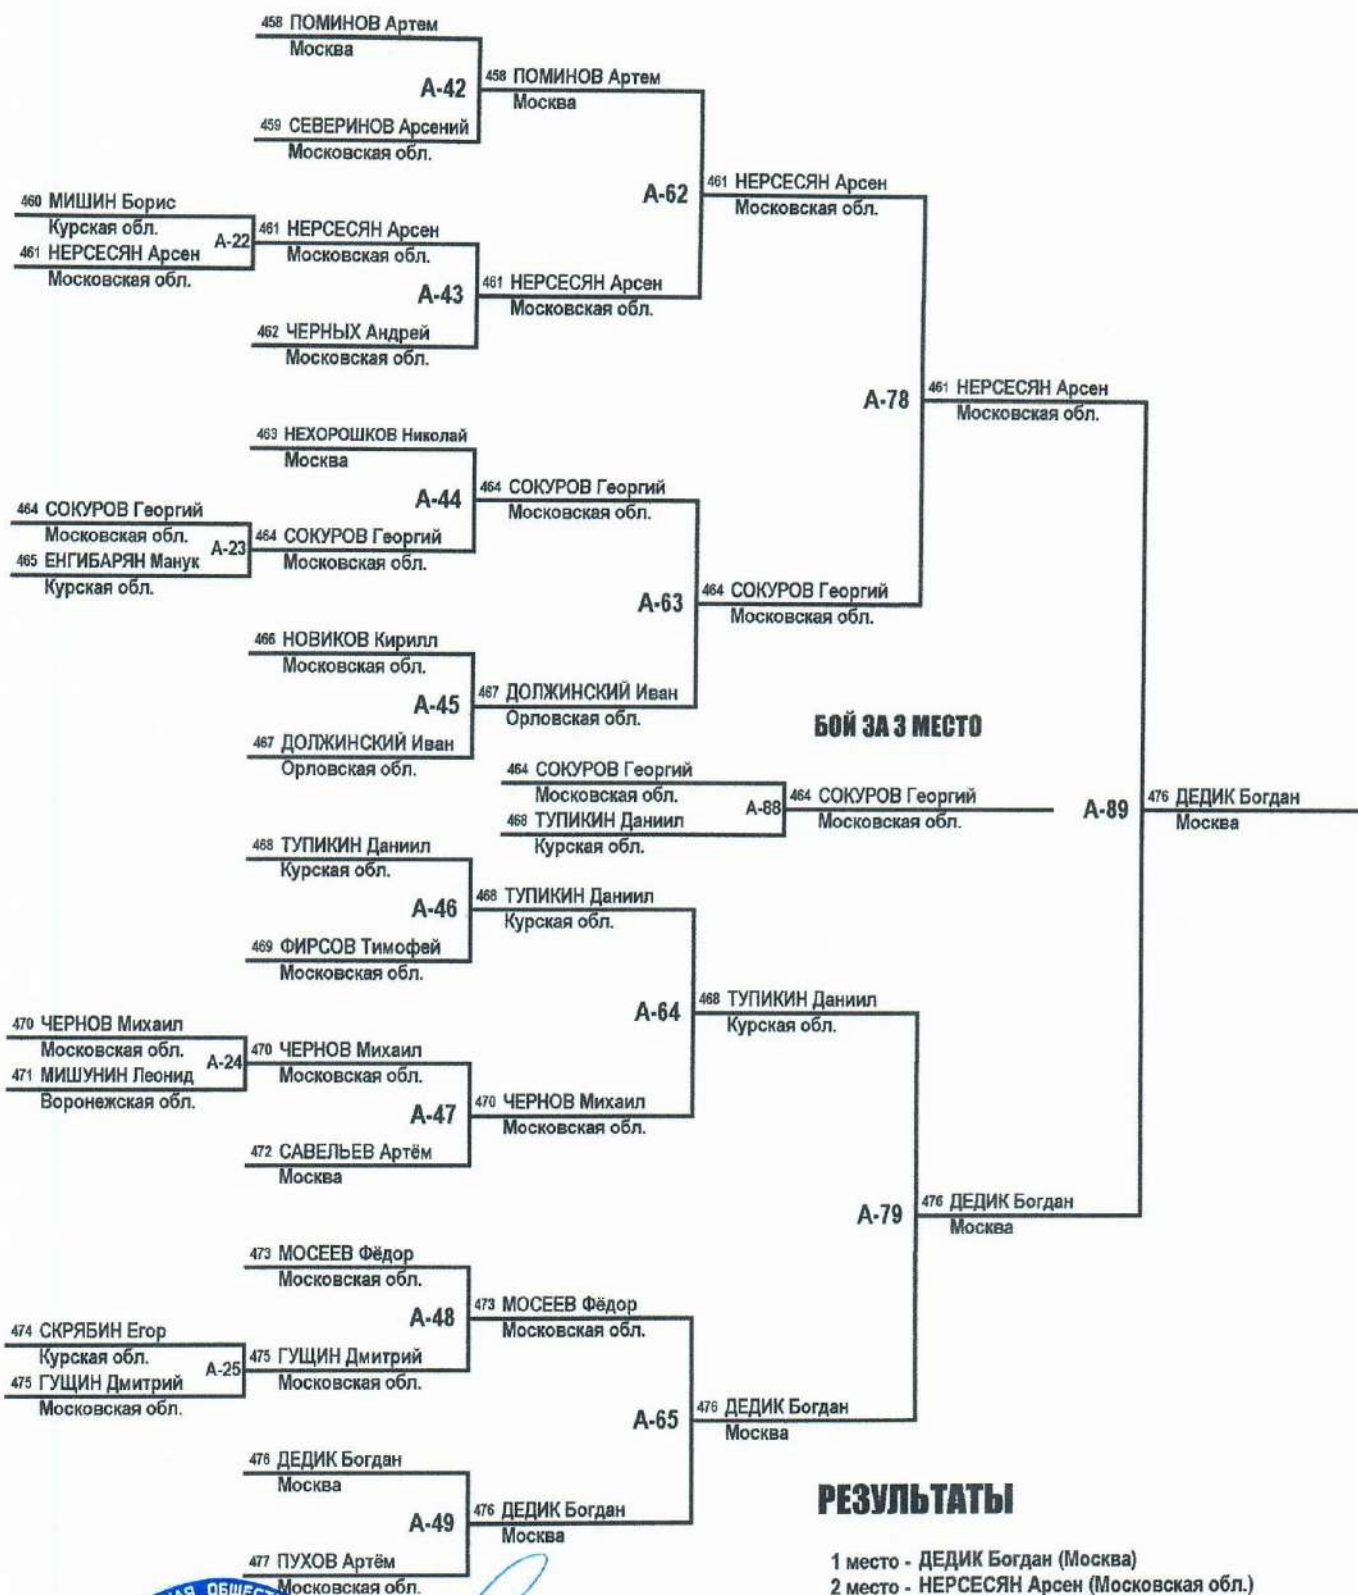 458 ПОМИНОВ Артем
Москва
А-42
458 ПОМИНОВ Артем
Москва
459 СЕВЕРИНОВ Арсений
Московская обл.
А-62
461 НЕРСЕСЯН Арсен
Московская обл.
460 МИШИН Борис
Курская обл.
А-22
461 НЕРСЕСЯН Арсен
Московская обл.
461 НЕРСЕСЯН Арсен
Московская обл.
А-43
461 НЕРСЕСЯН Арсен
Московская обл.
462 ЧЕРНЫХ Андрей
Московская обл.
А-78
461 НЕРСЕСЯН Арсен
Московская обл.
463 НЕХОРОШКОВ Николай
Москва
А-44
464 СОКУРОВ Георгий
Московская обл.
464 СОКУРОВ Георгий
Московская обл.
А-23
464 СОКУРОВ Георгий
Московская обл.
465 ЕНГИБАРЯН Манук
Курская обл.
А-63
464 СОКУРОВ Георгий
Московская обл.
466 НОВИКОВ Кирилл
Московская обл.
А-45
467 ДОЛЖИНСКИЙ Иван
Орловская обл.
467 ДОЛЖИНСКИЙ Иван
Орловская обл.
БОЙ ЗА 3 МЕСТО
464 СОКУРОВ Георгий
Московская обл.
А-88
464 СОКУРОВ Георгий
Московская обл.
468 ТУПИКИН Даниил
Курская обл.
А-89
476 ДЕДИК Богдан
Москва
468 ТУПИКИН Даниил
Курская обл.
А-46
468 ТУПИКИН Даниил
Курская обл.
469 ФИРСОВ Тимофей
Московская обл.
А-64
468 ТУПИКИН Даниил
Курская обл.
470 ЧЕРНОВ Михаил
Московская обл.
А-24
470 ЧЕРНОВ Михаил
Московская обл.
471 МИШУНИН Леонид
Воронежская обл.
А-47
470 ЧЕРНОВ Михаил
Московская обл.
472 САВЕЛЬЕВ Артём
Москва
А-79
476 ДЕДИК Богдан
Москва
473 МОСЕЕВ Фёдор
Московская обл.
А-48
473 МОСЕЕВ Фёдор
Московская обл.
474 СКРЯБИН Егор
Курская обл.
А-25
475 ГУЩИН Дмитрий
Московская обл.
475 ГУЩИН Дмитрий
Московская обл.
А-65
476 ДЕДИК Богдан
Москва
476 ДЕДИК Богдан
Москва
А-49
476 ДЕДИК Богдан
Москва
477 ПУХОВ Артём
Московская обл.
РЕЗУЛЬТАТЫ
1 место - ДЕДИК Богдан (Москва)
2 место - НЕРСЕСЯН Арсен (Московская обл.)